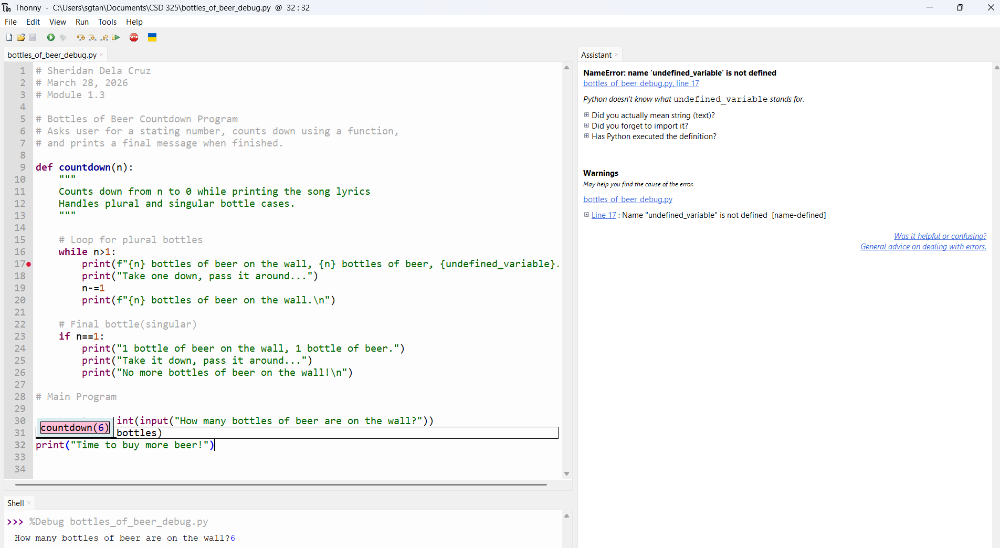 Thonny - C:\Users\sgtan\Documents\CSD 325\bottles_of_beer_debug.py @ 32 : 32
File Edit View Run Tools Help
STOP
bottles_of_beer_debug.py ×
1 # Sheridan Dela Cruz
2 # March 28, 2026
3 # Module 1.3
4
5 # Bottles of Beer Countdown Program
6 # Asks user for a stating number, counts down using a function,
7 # and prints a final message when finished.
8
9 def countdown(n):
10     """
11     Counts down from n to 0 while printing the song lyrics
12     Handles plural and singular bottle cases.
13     """
14
15     # Loop for plural bottles
16     while n>1:
17         print(f"{n} bottles of beer on the wall, {n} bottles of beer, {undefined_variable}.
18         print("Take one down, pass it around...")
19         n-=1
20         print(f"{n} bottles of beer on the wall.\n")
21
22     # Final bottle(singular)
23     if n==1:
24         print("1 bottle of beer on the wall, 1 bottle of beer.")
25         print("Take it down, pass it around...")
26         print("No more bottles of beer on the wall!\n")
27
28 # Main Program
29
30 int(input("How many bottles of beer are on the wall?"))
countdown(6)
31 bottles)
32 print("Time to buy more beer!")
33
34
Shell ×
>>> %Debug bottles_of_beer_debug.py
How many bottles of beer are on the wall?6
Assistant ×
NameError: name 'undefined_variable' is not defined
bottles_of_beer_debug.py, line 17
Python doesn't know what undefined_variable stands for.
Did you actually mean string (text)?
Did you forget to import it?
Has Python executed the definition?
Warnings
May help you find the cause of the error.
bottles_of_beer_debug.py
Line 17 : Name "undefined_variable" is not defined [name-defined]
Was it helpful or confusing?
General advice on dealing with errors.